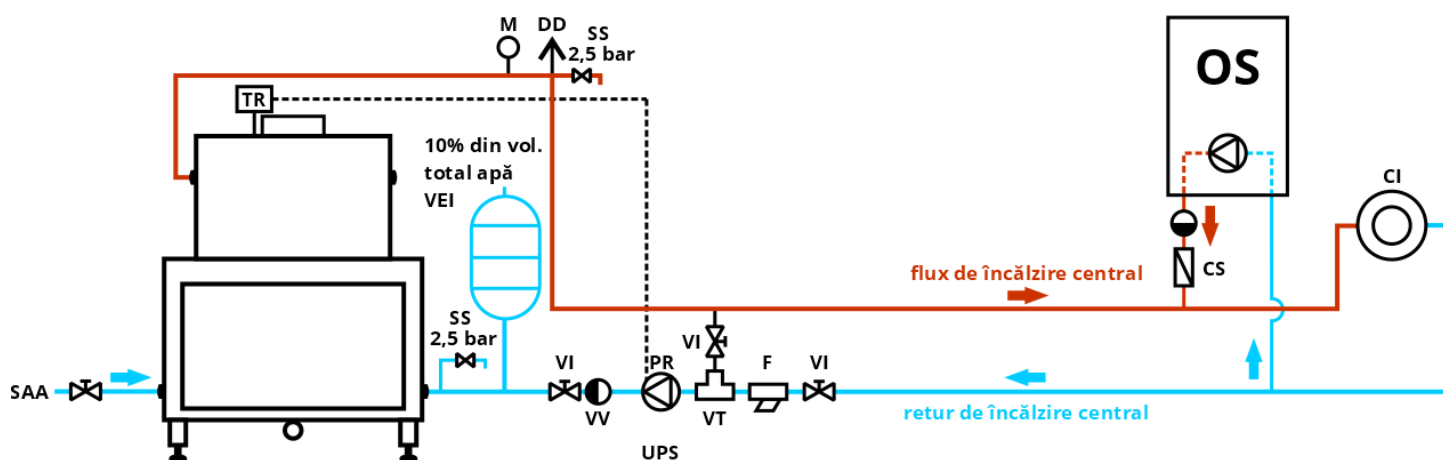 M
DD
SS
2,5 bar
OS
TR
10% din vol.
total apă
VEI
CI
flux de încălzire central
CS
SS
2,5 bar
VI
VI
PR
F
VI
SAA
VV
VT
retur de încălzire central
UPS